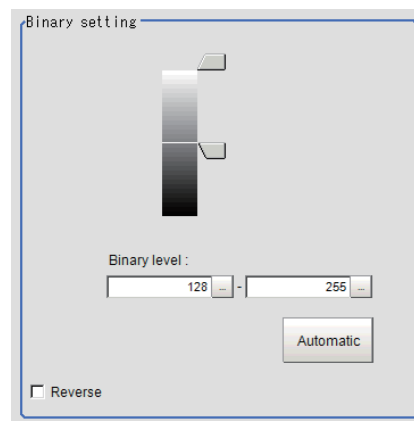 Binary setting
Binary level :
128 ... - 255 ...
Automatic
Reverse